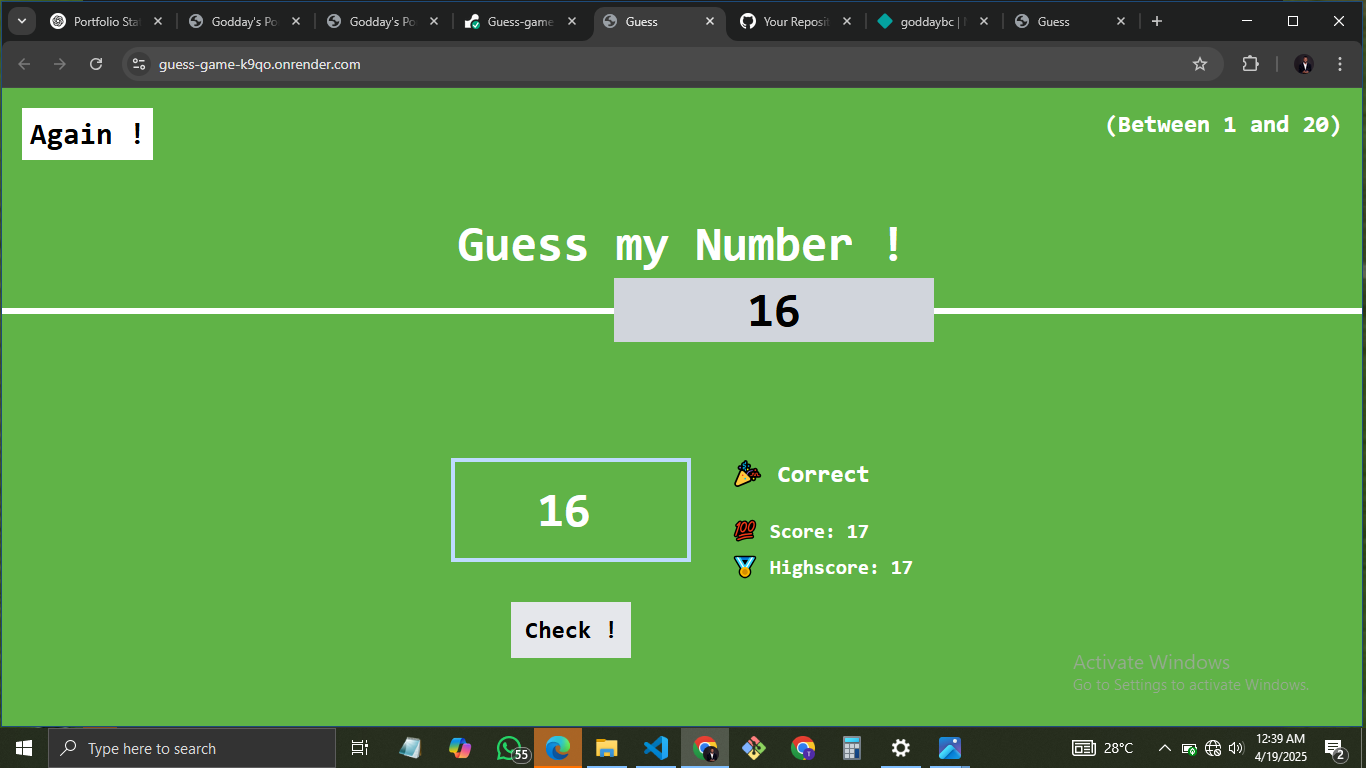 Portfolio Sta
Godday's Po
Godday's Po
Guess-game
Guess
Your Reposit
goddaybc |
Guess
guess-game-k9qo.onrender.com
Again !
(Between 1 and 20)
Guess my Number !
16
16
Correct
100
Score: 17
Highscore: 17
Check !
Activate Windows
Go to Settings to activate Windows.
Type here to search
55
28°C
12:39 AM
4/19/2025
2